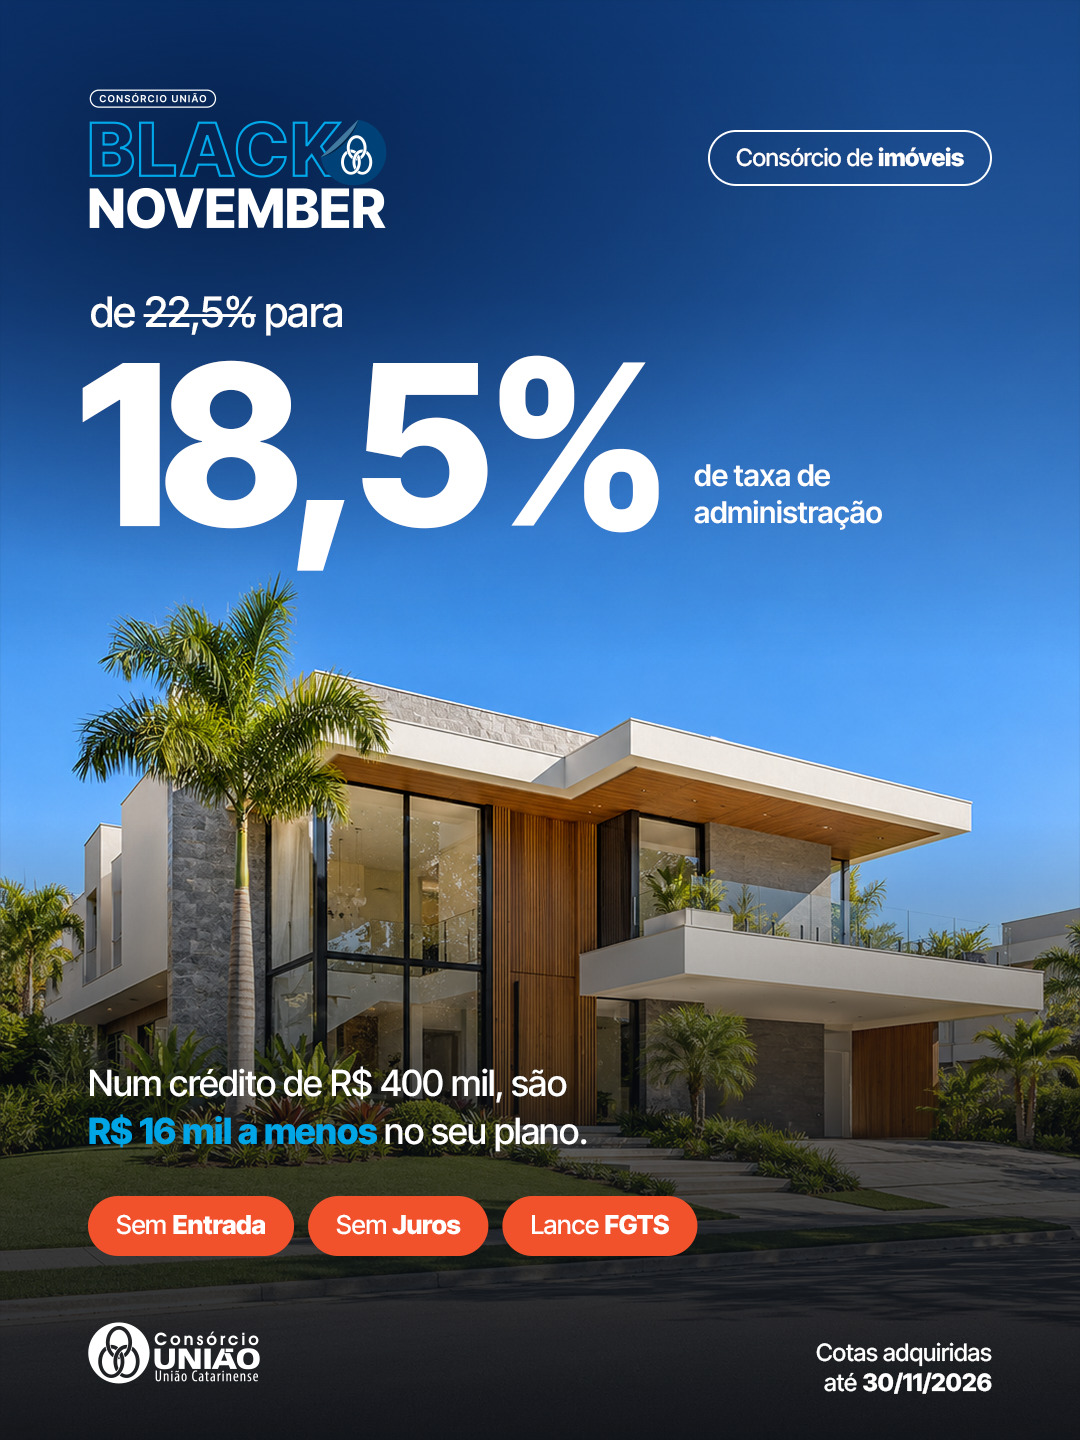 CONSÓRCIO UNIÃO
BLACK
NOVEMBER
Consórcio de imóveis
de 22,5% para
18,5%
de taxa de
administração
Num crédito de R$ 400 mil, são
R$ 16 mil a menos no seu plano.
Sem Entrada
Sem Juros
Lance FGTS
Consórcio
UNIÃO
União Catarinense
Cotas adquiridas
até 30/11/2026